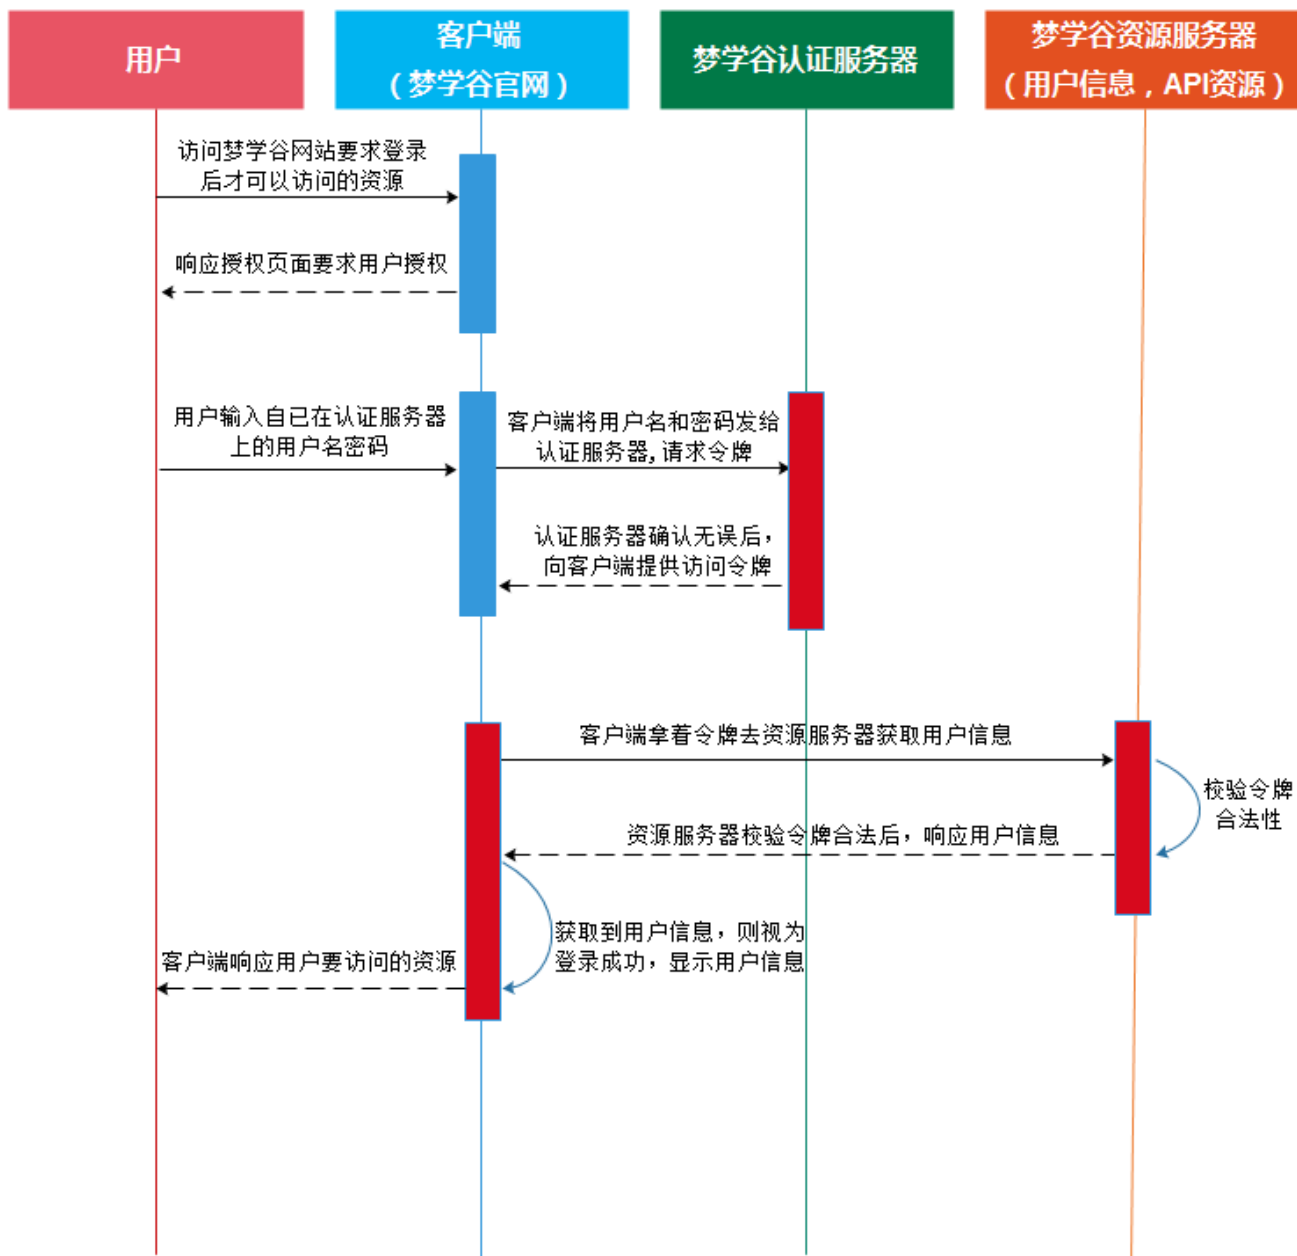 用户
客户端
（梦学谷官网）
梦学谷认证服务器
梦学谷资源服务器
（用户信息，API资源）
访问梦学谷网站要求登录
后才可以访问的资源
响应授权页面要求用户授权
用户输入自已在认证服务器
上的用户名密码
客户端将用户名和密码发给
认证服务器,请求令牌
认证服务器确认无误后，
向客户端提供访问令牌
客户端拿着令牌去资源服务器获取用户信息
校验令牌
合法性
资源服务器校验令牌合法后，响应用户信息
获取到用户信息，则视为
登录成功，显示用户信息
客户端响应用户要访问的资源